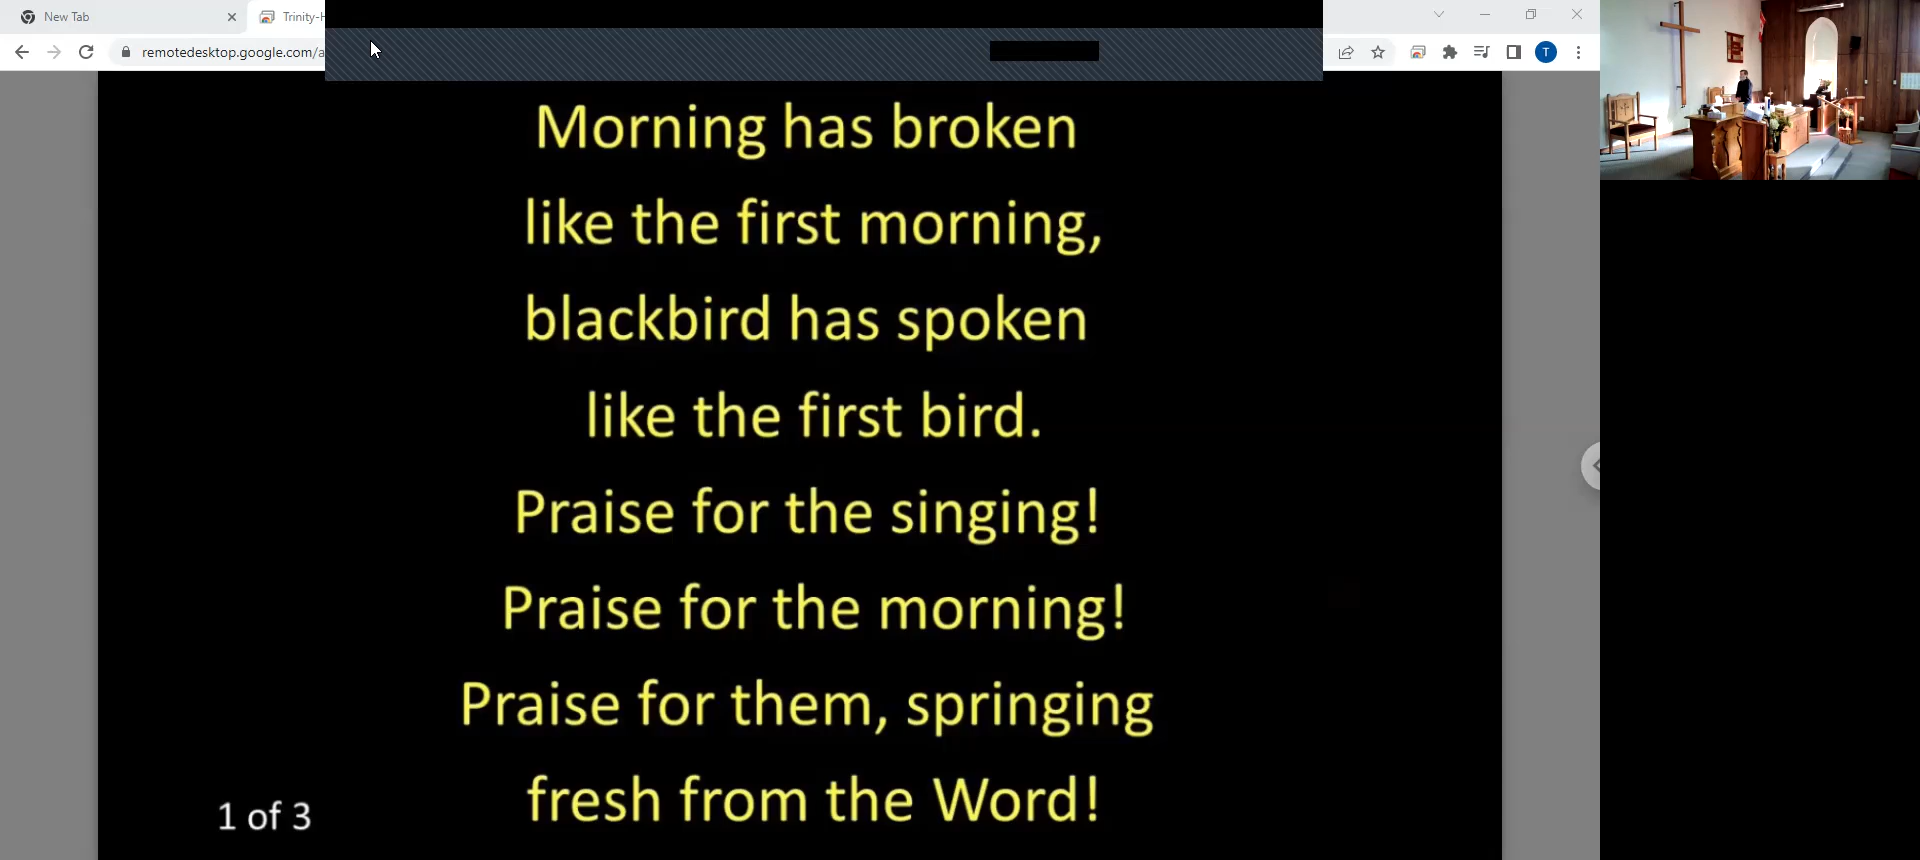 New Tab
Trinity-H
remotedesktop.google.com/a
T
Morning has broken
like the first morning,
blackbird has spoken
like the first bird.
Praise for the singing!
Praise for the morning!
Praise for them, springing
fresh from the Word!
1 of 3